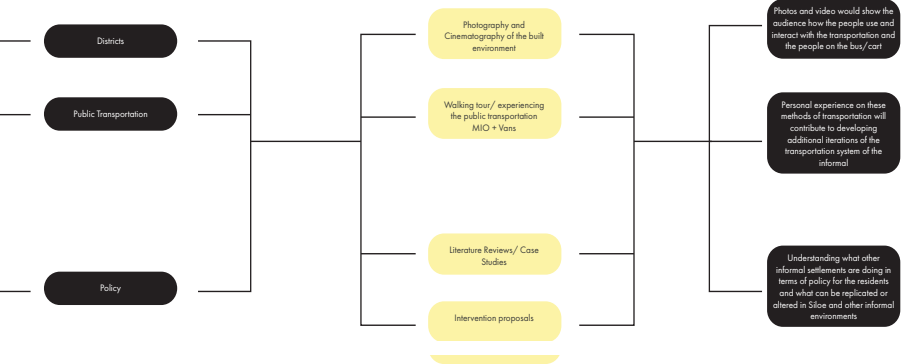 Districts
Public Transportation
Policy
Photography and
Cinematography of the built
environment
Walking tour/ experiencing
the public transportation
MIO + Vans
Literature Reviews/ Case
Studies
Intervention proposals
Photos and video would show the
audience how the people use and
interact with the transportation and
the people on the bus/cart
Personal experience on these
methods of transportation will
contribute to developing
additional iterations of the
transportation system of the
informal
Understanding what other
informal settlements are doing in
terms of policy for the residents
and what can be replicated or
altered in Siloe and other informal
environments